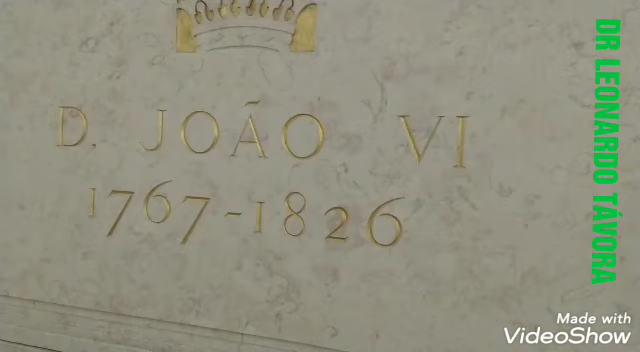 D. JOÃO VI
1767-1826
DR LEONARDO TÁVORA
Made with
VideoShow